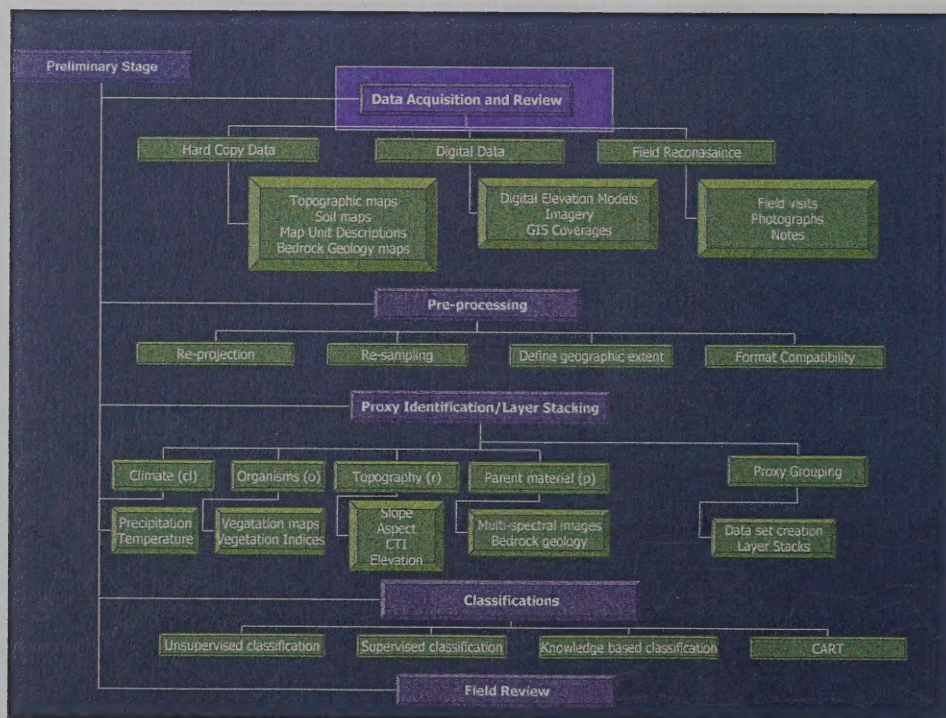 Preliminary Stage
Data Acquisition and Review
Hard Copy Data
Digital Data
Field Reconasaince
Topographic maps
Soil maps
Map Unit Descriptions
Bedrock Geology maps
Digital Elevation Models
Imagery
GIS Coverages
Field visits
Photographs
Notes
Pre-processing
Re-projection
Re-sampling
Define geographic extent
Format Compatibility
Proxy Identification/Layer Stacking
Climate (cl)
Organisms (o)
Topography (r)
Parent material (p)
Proxy Grouping
Precipitation
Temperature
Vegatation maps
Vegetation Indices
Slope
Aspect
CTI
Elevation
Multi-spectral images
Bedrock geology
Data set creation
Layer Stacks
Classifications
Unsupervised classification
Supervised classification
Knowledge based classification
CART
Field Review